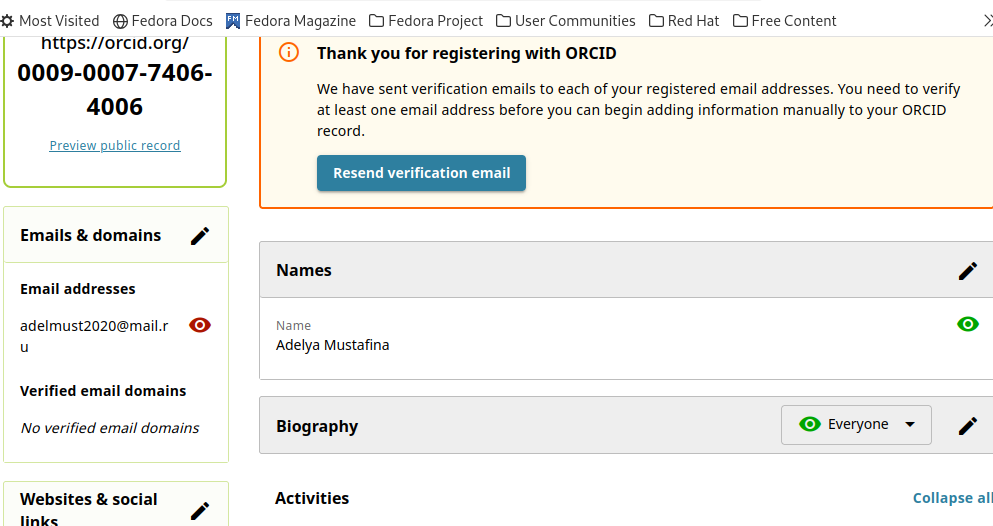 Most Visited Fedora Docs Fedora Magazine Fedora Project User Communities Red Hat Free Content
https://orcid.org/
0009-0007-7406-
4006
Preview public record
Thank you for registering with ORCID
We have sent verification emails to each of your registered email addresses. You need to verify
at least one email address before you can begin adding information manually to your ORCID
record.
Resend verification email
Emails & domains
Email addresses
adelmust2020@mail.r
u
Verified email domains
No verified email domains
Websites & social
links
Names
Name
Adelya Mustafina
Biography
Everyone
Activities
Collapse all